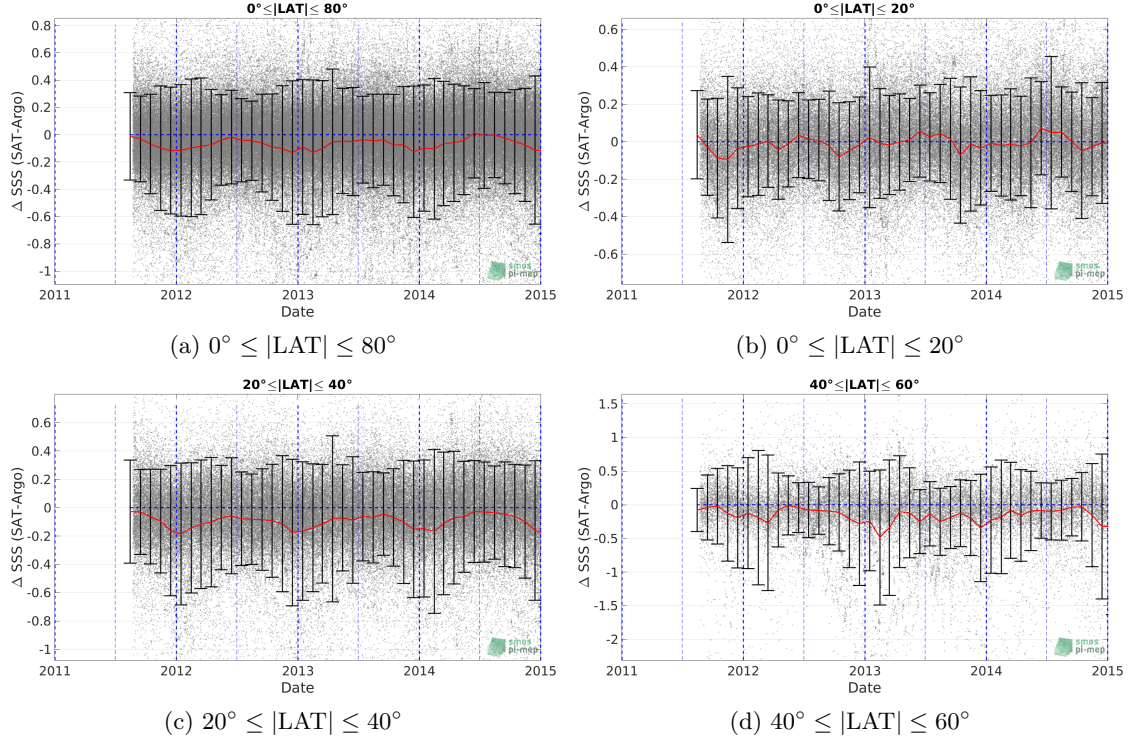 0°≤|LAT|≤ 80°
Δ SSS (SAT-Argo)
0.8
0.6
0.4
0.2
0
-0.2
-0.4
-0.6
-0.8
-1
2011
2012
2013
2014
2015
Date
smos
pi-mep
(a) 0° ≤ |LAT| ≤ 80°
0°≤|LAT|≤ 20°
Δ SSS (SAT-Argo)
0.6
0.4
0.2
0
-0.2
-0.4
-0.6
2011
2012
2013
2014
2015
Date
smos
pi-mep
(b) 0° ≤ |LAT| ≤ 20°
20°≤|LAT|≤ 40°
Δ SSS (SAT-Argo)
0.6
0.4
0.2
0
-0.2
-0.4
-0.6
-0.8
-1
2011
2012
2013
2014
2015
Date
smos
pi-mep
(c) 20° ≤ |LAT| ≤ 40°
40°≤|LAT|≤ 60°
Δ SSS (SAT-Argo)
1.5
1
0.5
0
-0.5
-1
-1.5
-2
2011
2012
2013
2014
2015
Date
smos
pi-mep
(d) 40° ≤ |LAT| ≤ 60°